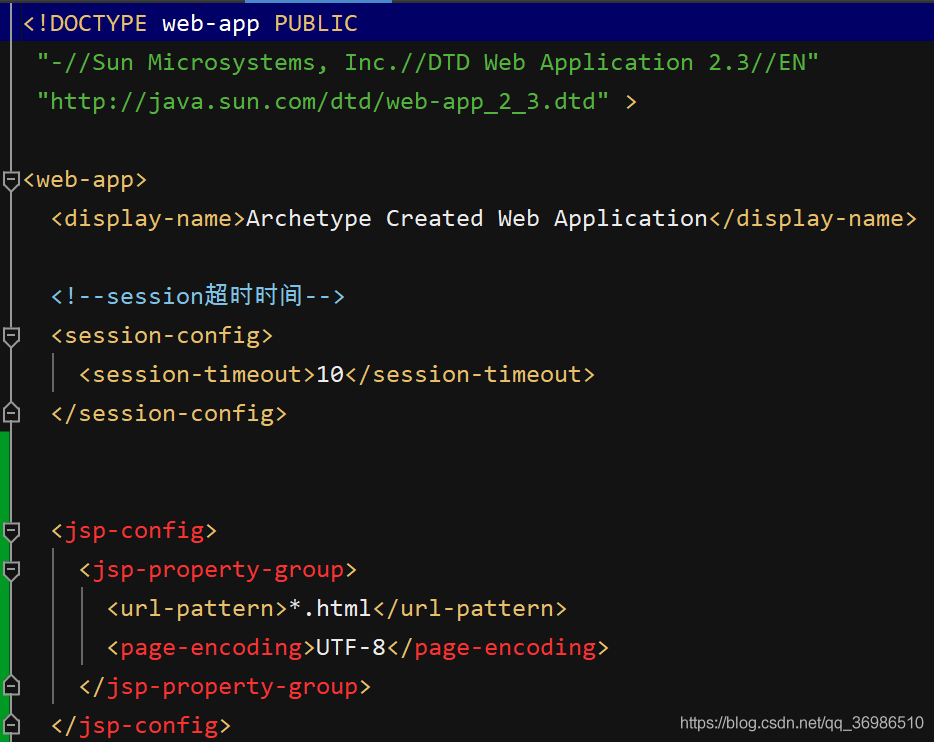 <!DOCTYPE web-app PUBLIC
"-//Sun Microsystems, Inc.//DTD Web Application 2.3//EN"
"http://java.sun.com/dtd/web-app_2_3.dtd" >
<web-app>
<display-name>Archetype Created Web Application</display-name>
<!--session超时时间-->
<session-config>
<session-timeout>10</session-timeout>
</session-config>
<jsp-config>
<jsp-property-group>
<url-pattern>*.html</url-pattern>
<page-encoding>UTF-8</page-encoding>
</jsp-property-group>
</jsp-config>
https://blog.csdn.net/qq_36986510